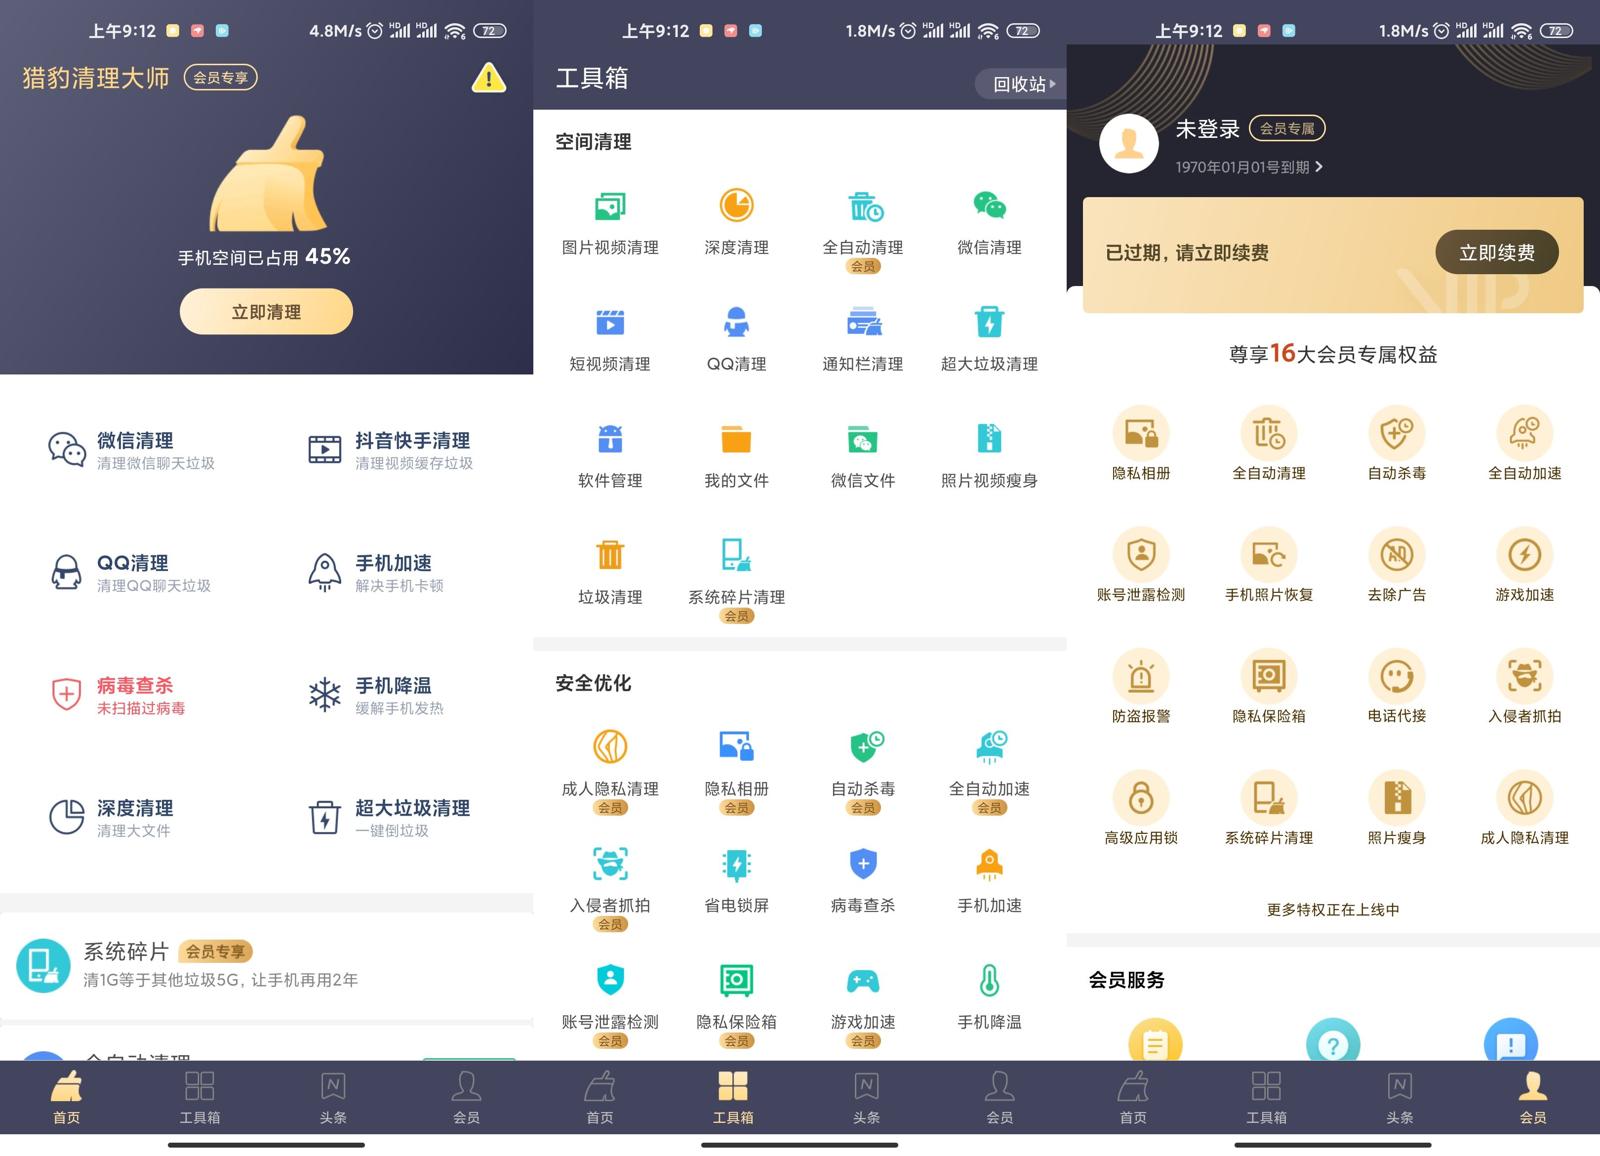 上午9:12
4.8M/s
HD
HD
72
猎豹清理大师
会员专享
手机空间已占用 45%
立即清理
微信清理
清理微信聊天垃圾
抖音快手清理
清理视频缓存垃圾
QQ清理
清理QQ聊天垃圾
手机加速
解决手机卡顿
病毒查杀
未扫描过病毒
手机降温
缓解手机发热
深度清理
清理大文件
超大垃圾清理
一键倒垃圾
系统碎片
会员专享
清1G等于其他垃圾5G, 让手机再用2年
全自动清理
首页
工具箱
头条
会员
上午9:12
1.8M/s
HD
HD
72
工具箱
回收站
空间清理
图片视频清理
深度清理
全自动清理
会员
微信清理
短视频清理
QQ清理
通知栏清理
超大垃圾清理
软件管理
我的文件
微信文件
照片视频瘦身
垃圾清理
系统碎片清理
会员
安全优化
成人隐私清理
会员
隐私相册
会员
自动杀毒
会员
全自动加速
会员
入侵者抓拍
会员
省电锁屏
病毒查杀
手机加速
账号泄露检测
会员
隐私保险箱
会员
游戏加速
会员
手机降温
首页
工具箱
头条
会员
上午9:12
1.8M/s
HD
HD
72
未登录
会员专属
1970年01月01号到期
已过期，请立即续费
立即续费
VIP
尊享16大会员专属权益
隐私相册
全自动清理
自动杀毒
全自动加速
账号泄露检测
手机照片恢复
去除广告
游戏加速
防盗报警
隐私保险箱
电话代接
入侵者抓拍
高级应用锁
系统碎片清理
照片瘦身
成人隐私清理
更多特权正在上线中
会员服务
首页
工具箱
头条
会员